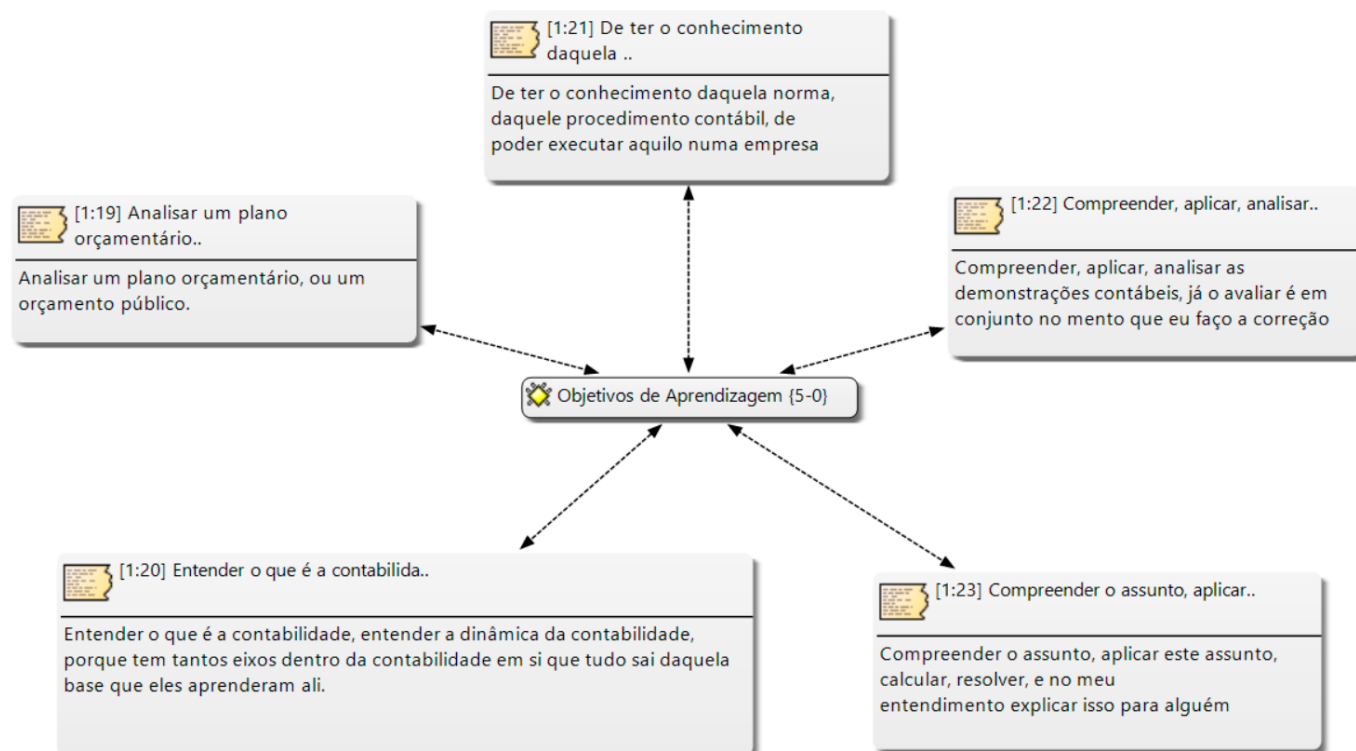 [1:21] De ter o conhecimento
daquela ..
De ter o conhecimento daquela norma,
daquele procedimento contábil, de
poder executar aquilo numa empresa
[1:19] Analisar um plano
orçamentário..
Analisar um plano orçamentário, ou um
orçamento público.
[1:22] Compreender, aplicar, analisar..
Compreender, aplicar, analisar as
demonstrações contábeis, já o avaliar é em
conjunto no mento que eu faço a correção
Objetivos de Aprendizagem {5-0}
[1:20] Entender o que é a contabilida..
Entender o que é a contabilidade, entender a dinâmica da contabilidade,
porque tem tantos eixos dentro da contabilidade em si que tudo sai daquela
base que eles aprenderam ali.
[1:23] Compreender o assunto, aplicar..
Compreender o assunto, aplicar este assunto,
calcular, resolver, e no meu
entendimento explicar isso para alguém